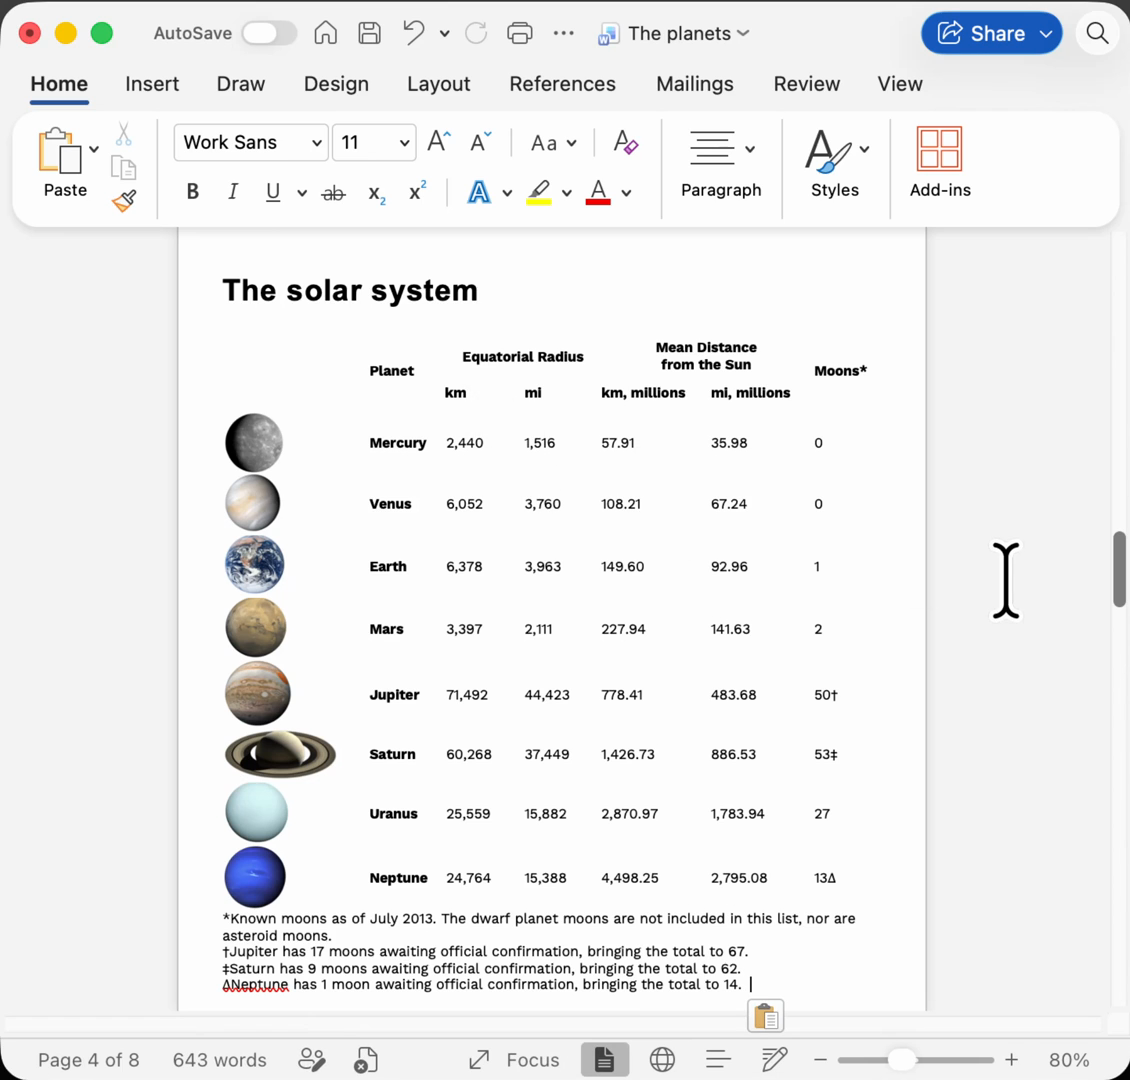 AutoSave The planets Share
Home Insert Draw Design Layout References Mailings Review View
Work Sans 11 Aa
Paste B I U ab x₂ x² A A Paragraph Styles Add-ins
The solar system
Planet Equatorial Radius Mean Distance
from the Sun Moons*
km mi km, millions mi, millions
Mercury 2,440 1,516 57.91 35.98 0
Venus 6,052 3,760 108.21 67.24 0
Earth 6,378 3,963 149.60 92.96 1
Mars 3,397 2,111 227.94 141.63 2
Jupiter 71,492 44,423 778.41 483.68 50†
Saturn 60,268 37,449 1,426.73 886.53 53‡
Uranus 25,559 15,882 2,870.97 1,783.94 27
Neptune 24,764 15,388 4,498.25 2,795.08 13Δ
*Known moons as of July 2013. The dwarf planet moons are not included in this list, nor are
asteroid moons.
†Jupiter has 17 moons awaiting official confirmation, bringing the total to 67.
‡Saturn has 9 moons awaiting official confirmation, bringing the total to 62.
ΔNeptune has 1 moon awaiting official confirmation, bringing the total to 14.
Page 4 of 8 643 words Focus 80%